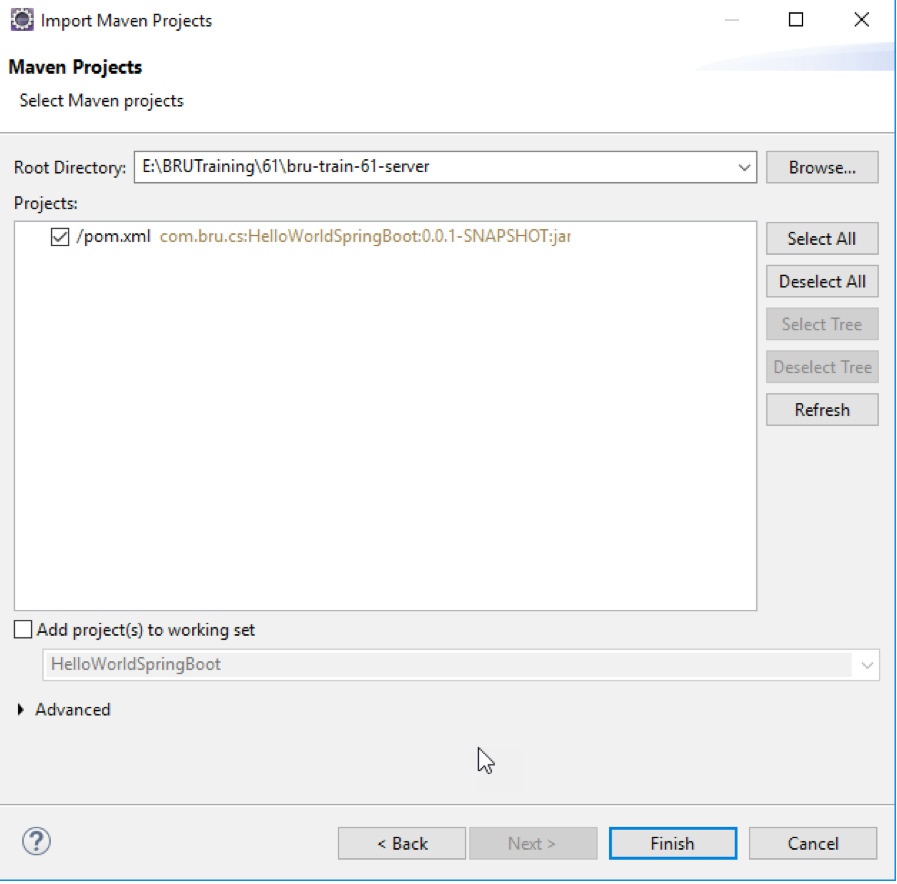 Import Maven Projects
Maven Projects
Select Maven projects
Root Directory: E:\BRUTraining\61\bru-train-61-server Browse...
Projects:
/pom.xml com.bru.cs:HelloWorldSpringBoot:0.0.1-SNAPSHOT:jar
Select All
Deselect All
Select Tree
Deselect Tree
Refresh
Add project(s) to working set
HelloWorldSpringBoot
Advanced
? < Back Next > Finish Cancel